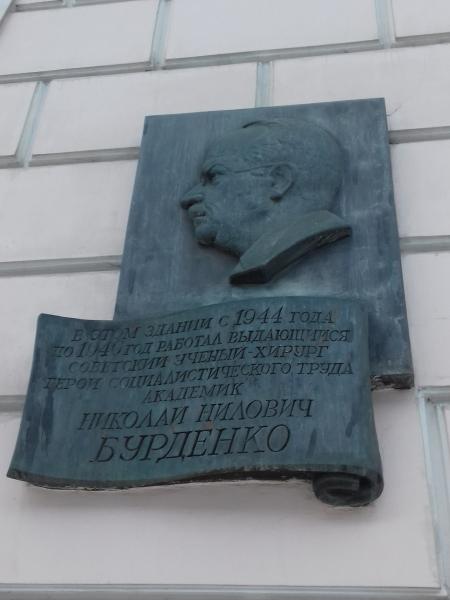 В ЭТОМ ЗДАНИИ С 1944 ГОДА
ПО 1946 ГОД РАБОТАЛ ВЫДАЮЩИЙСЯ
СОВЕТСКИЙ УЧЕНЫЙ-ХИРУРГ
ГЕРОЙ СОЦИАЛИСТИЧЕСКОГО ТРУДА
АКАДЕМИК
НИКОЛАЙ НИЛОВИЧ
БУРДЕНКО